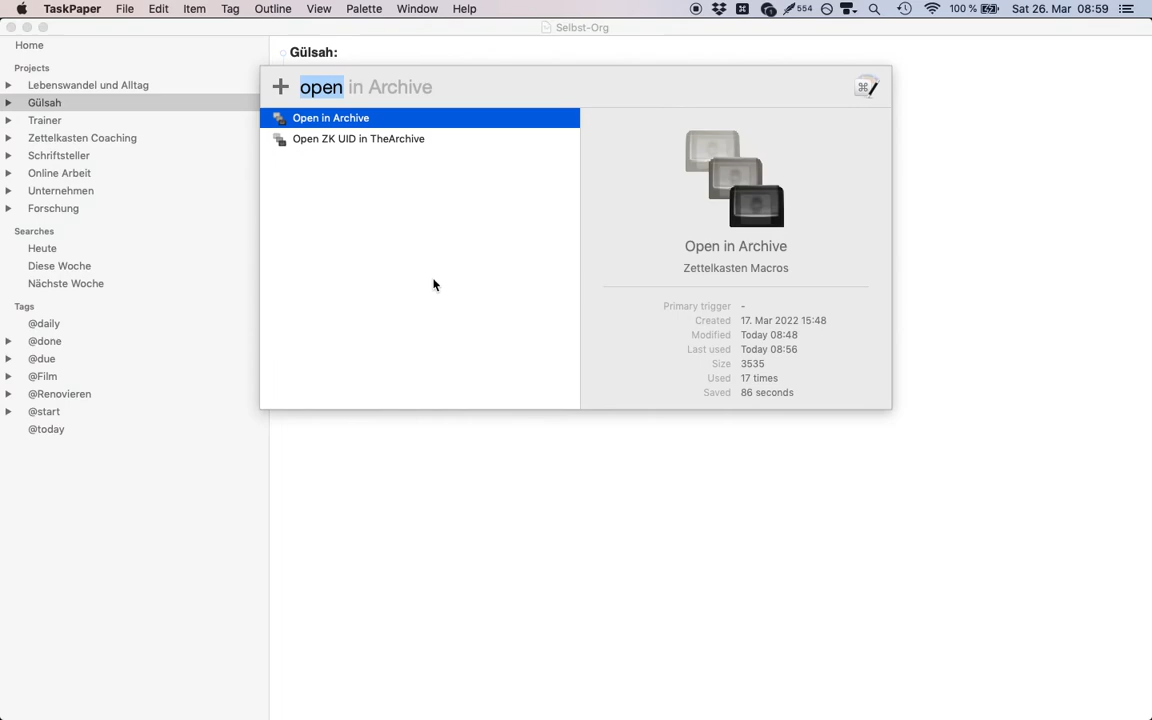 TaskPaper File Edit Item Tag Outline View Palette Window Help 554 100 % Sat 26. Mar 08:59
Selbst-Org
Home
Projects
Lebenswandel und Alltag
Gülsah
Trainer
Zettelkasten Coaching
Schriftsteller
Online Arbeit
Unternehmen
Forschung
Searches
Heute
Diese Woche
Nächste Woche
Tags
@daily
@done
@due
@Film
@Renovieren
@start
@today
Gülsah:
open in Archive
Open in Archive
Open ZK UID in TheArchive
Open in Archive
Zettelkasten Macros
Primary trigger -
Created 17. Mar 2022 15:48
Modified Today 08:48
Last used Today 08:56
Size 3535
Used 17 times
Saved 86 seconds